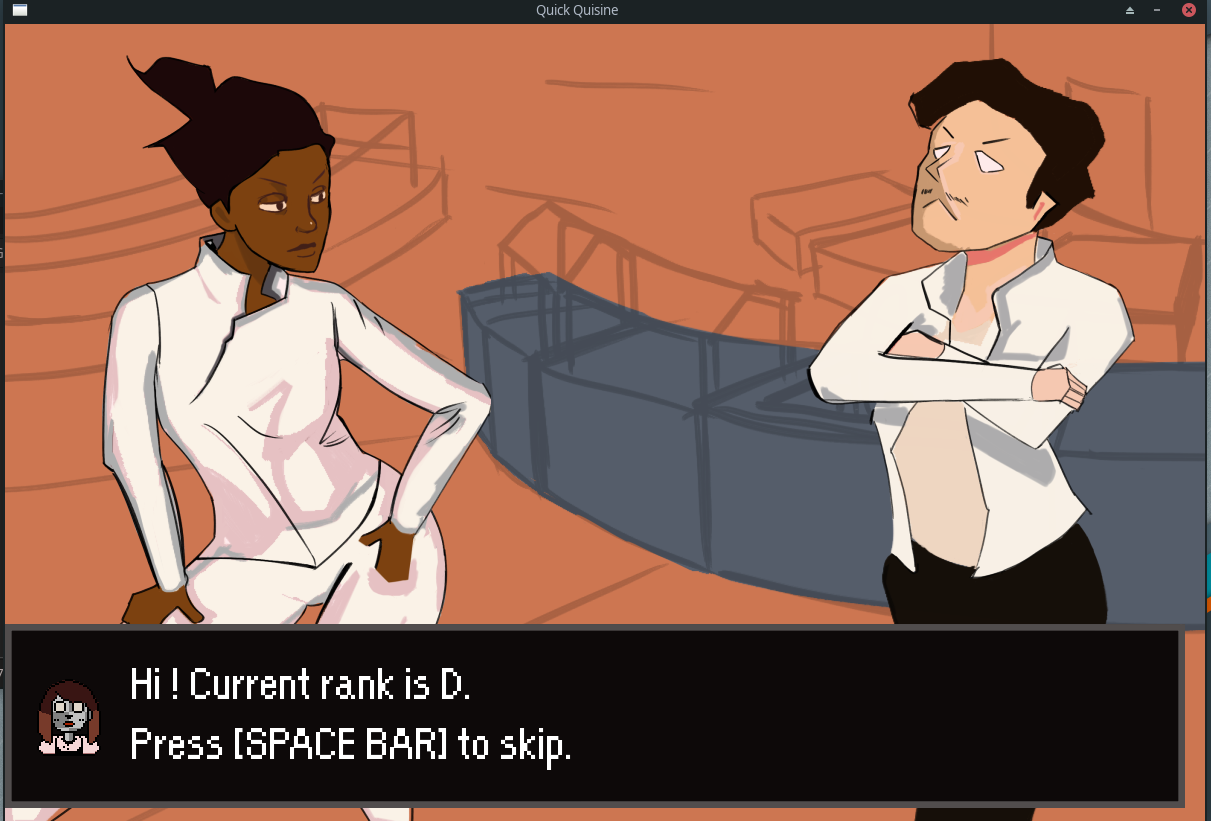 Quick Quisine
Hi ! Current rank is D.
Press [SPACE BAR] to skip.